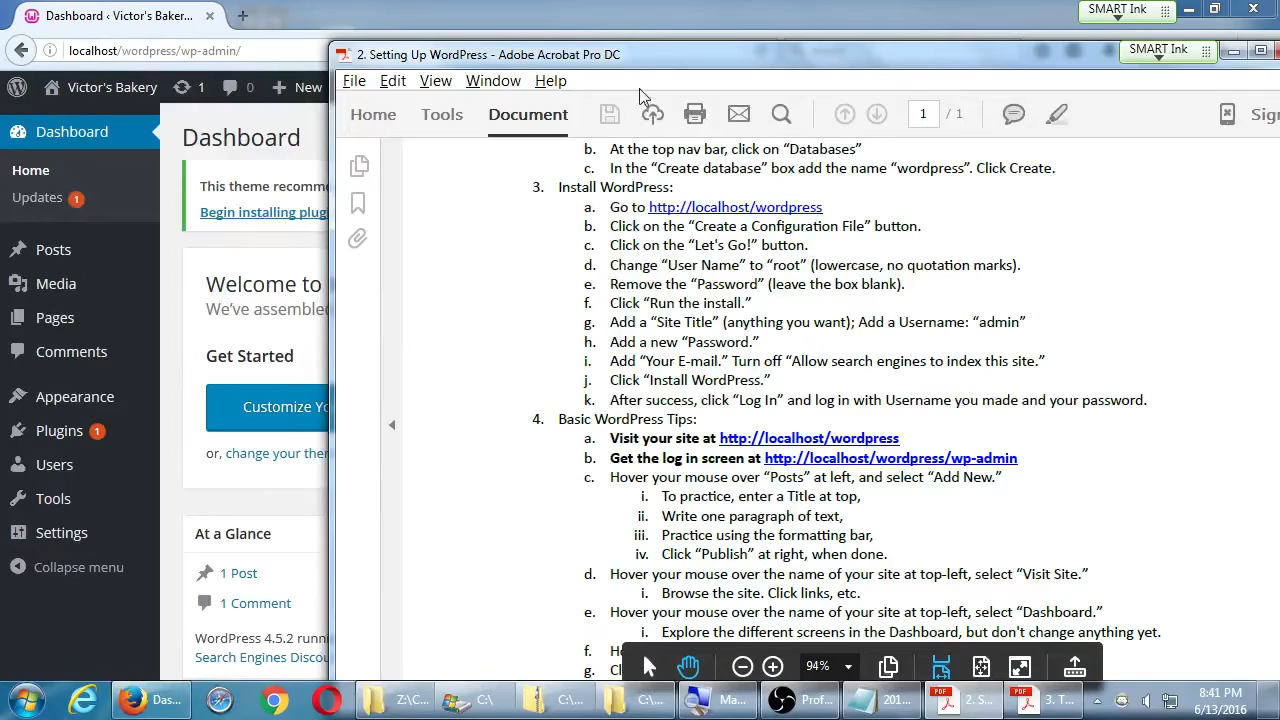 Dashboard ‹ Victor's Bakery...
SMART Ink
localhost/wordpress/wp-admin/
2. Setting Up WordPress - Adobe Acrobat Pro DC
SMART Ink
File Edit View Window Help
Victor's Bakery 1 0 New
Home Tools Document 1 / 1
Dashboard
Home
Updates 1
Posts
Media
Pages
Comments
Appearance
Plugins 1
Users
Tools
Settings
Collapse menu
Dashboard
This theme recomm
Begin installing plug
Welcome to
We've assembled
Get Started
Customize Yo
or, change your the
At a Glance
1 Post
1 Comment
WordPress 4.5.2 runni
Search Engines Disco
b. At the top nav bar, click on “Databases”
c. In the “Create database” box add the name “wordpress”. Click Create.
3. Install WordPress:
a. Go to http://localhost/wordpress
b. Click on the “Create a Configuration File” button.
c. Click on the “Let's Go!” button.
d. Change “User Name” to “root” (lowercase, no quotation marks).
e. Remove the “Password” (leave the box blank).
f. Click “Run the install.”
g. Add a “Site Title” (anything you want); Add a Username: “admin”
h. Add a new “Password.”
i. Add “Your E-mail.” Turn off “Allow search engines to index this site.”
j. Click “Install WordPress.”
k. After success, click “Log In” and log in with Username you made and your password.
4. Basic WordPress Tips:
a. Visit your site at http://localhost/wordpress
b. Get the log in screen at http://localhost/wordpress/wp-admin
c. Hover your mouse over “Posts” at left, and select “Add New.”
i. To practice, enter a Title at top,
ii. Write one paragraph of text,
iii. Practice using the formatting bar,
iv. Click “Publish” at right, when done.
d. Hover your mouse over the name of your site at top-left, select “Visit Site.”
i. Browse the site. Click links, etc.
e. Hover your mouse over the name of your site at top-left, select “Dashboard.”
i. Explore the different screens in the Dashboard, but don't change anything yet.
f. H
g. Cl
94%
Sign
Das... Z:\C... C:\ C:\... C:\... Ma... Prof... 201... 2. S... 3. T...
8:41 PM
6/13/2016